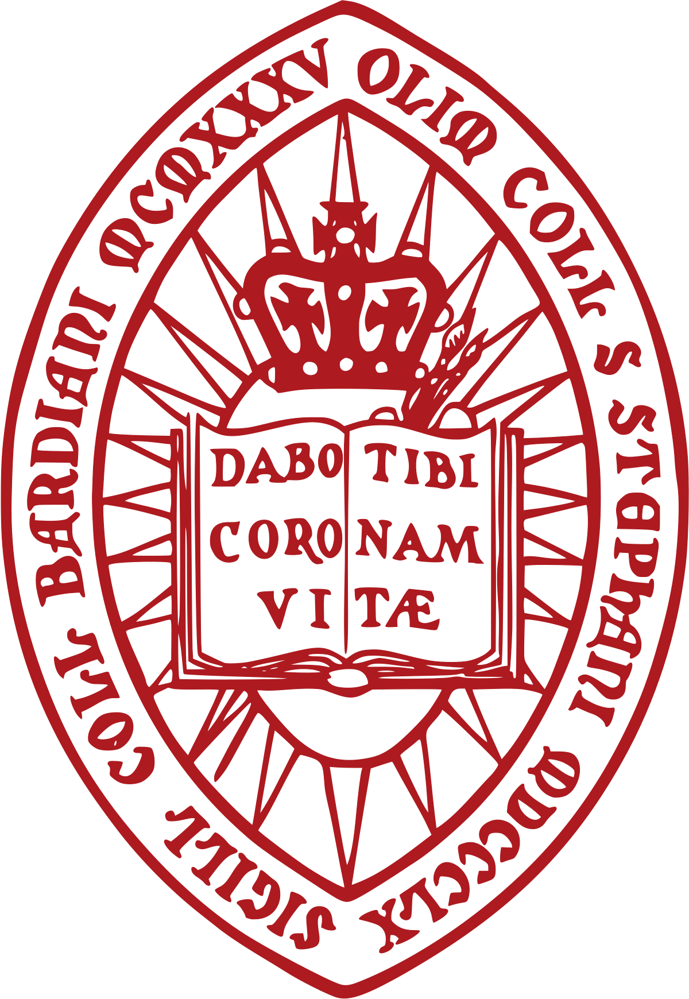 SIGILL COLL BARDIANI MCMXXXV OLIM COLL S STEPHANI MDCCCLX
DABO TIBI
CORONAM
VITÆ